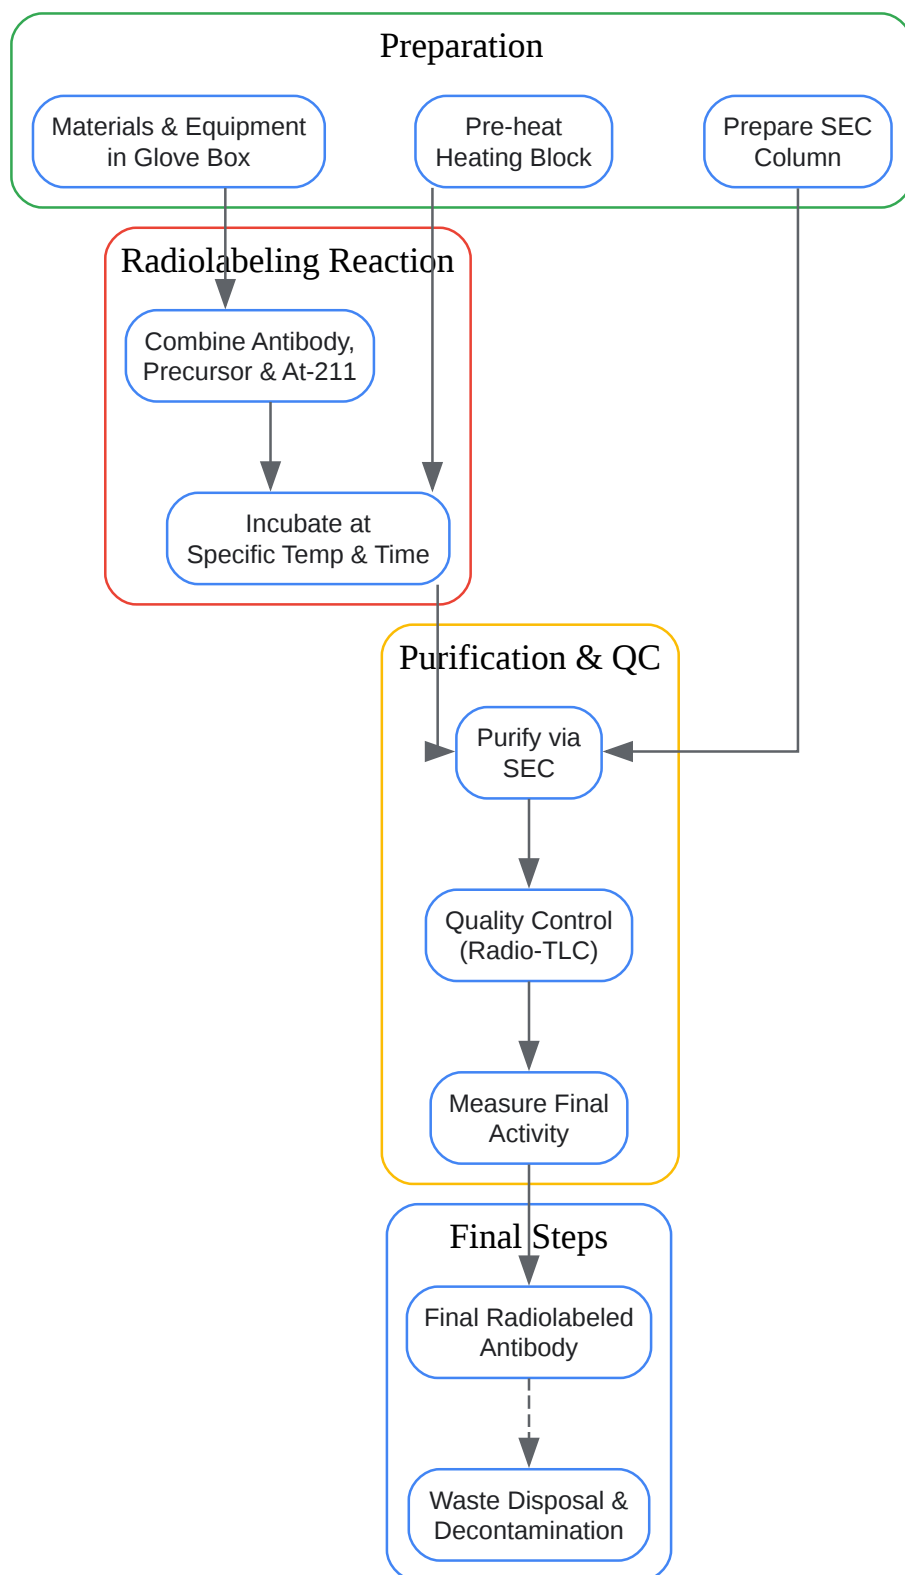 Preparation
Materials & Equipment
in Glove Box
Pre-heat
Heating Block
Prepare SEC
Column
Radiolabeling Reaction
Combine Antibody,
Precursor & At-211
Incubate at
Specific Temp & Time
Purification & QC
Purify via
SEC
Quality Control
(Radio-TLC)
Measure Final
Activity
Final Steps
Final Radiolabeled
Antibody
Waste Disposal &
Decontamination